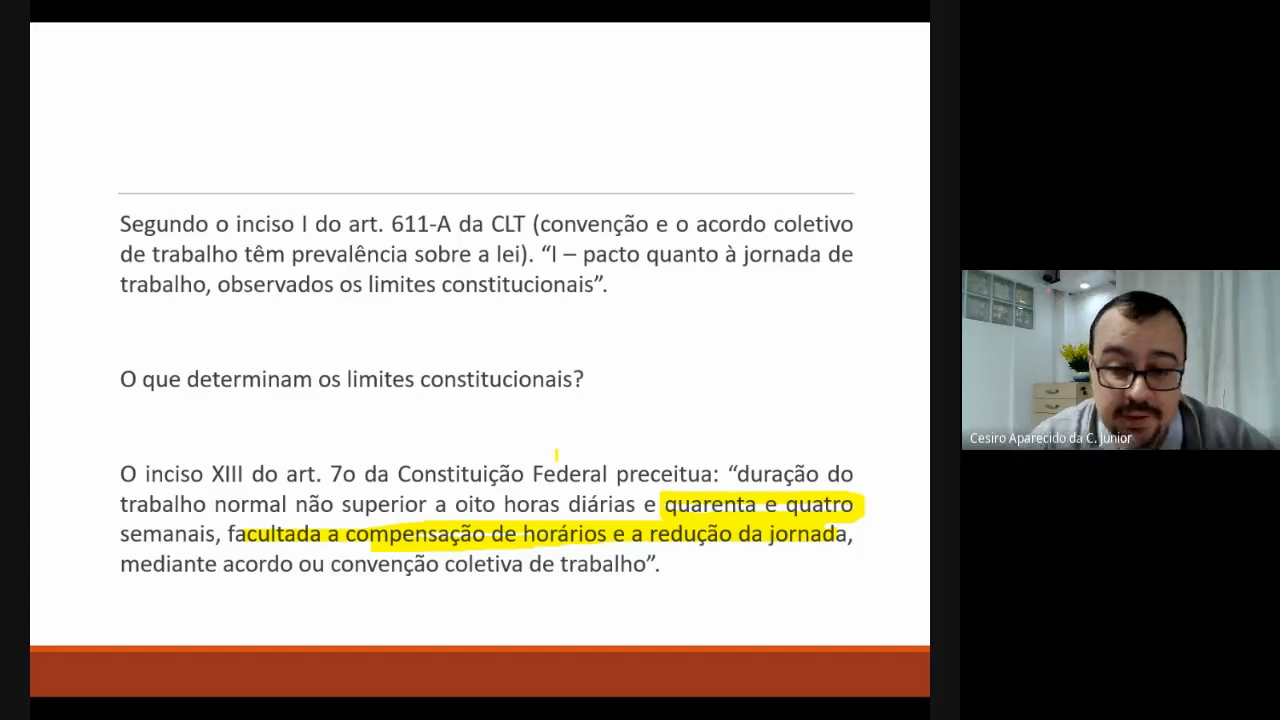 Segundo o inciso I do art. 611-A da CLT (convenção e o acordo coletivo
de trabalho têm prevalência sobre a lei). “I – pacto quanto à jornada de
trabalho, observados os limites constitucionais”.
O que determinam os limites constitucionais?
O inciso XIII do art. 7o da Constituição Federal preceitua: “duração do
trabalho normal não superior a oito horas diárias e quarenta e quatro
semanais, facultada a compensação de horários e a redução da jornada,
mediante acordo ou convenção coletiva de trabalho”.
Cesiro Aparecido da C. Junior